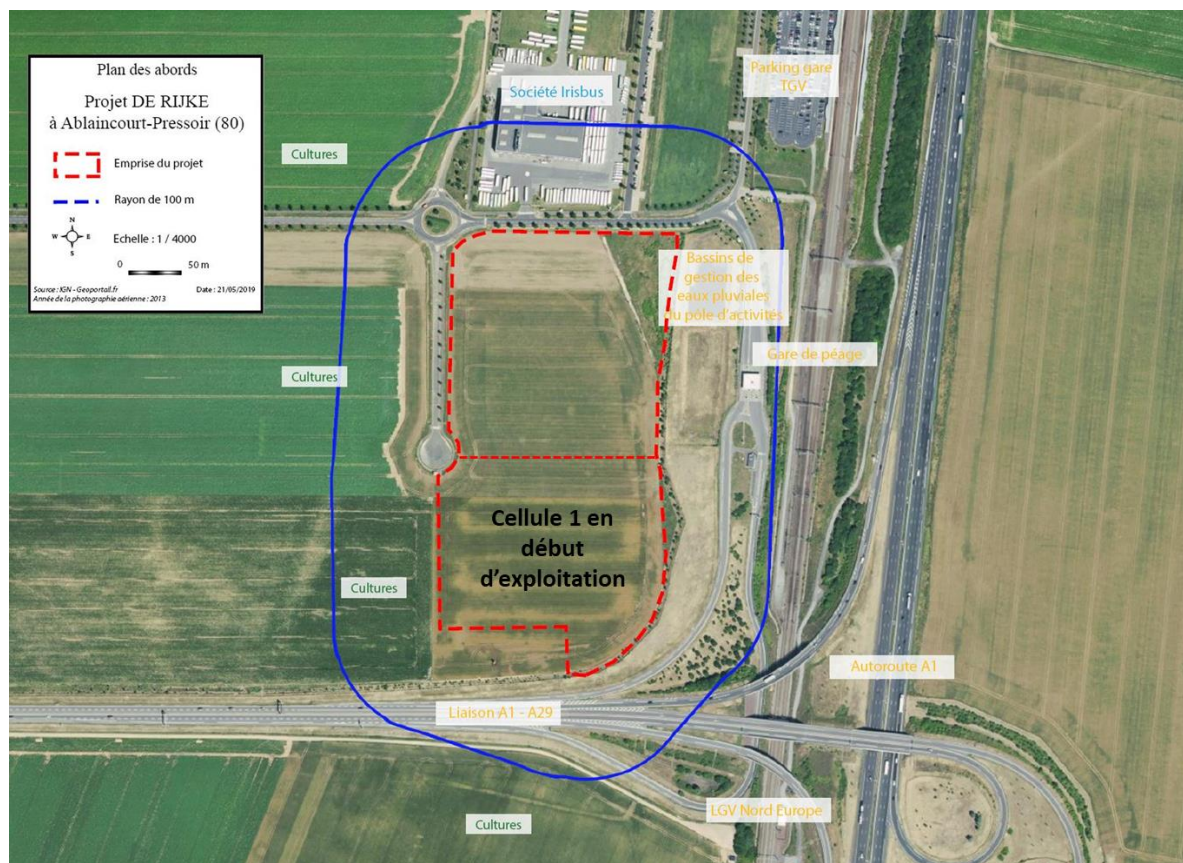 Plan des abords
Projet DE RIJKE
à Ablaincourt-Pressoir (80)
Emprise du projet
Rayon de 100 m
N
W E
S
Echelle : 1 / 4000
0 50 m
Source : IGN - Geoportail.fr
Année de la photographie aérienne : 2013
Date : 21/05/2019
Société Irisbus
Parking gare
TGV
Cultures
Bassins de
gestion des
eaux pluviales
du pôle d'activités
Gare de péage
Cultures
Cellule 1 en
début
d'exploitation
Cultures
Autoroute A1
Liaison A1 - A29
LGV Nord Europe
Cultures